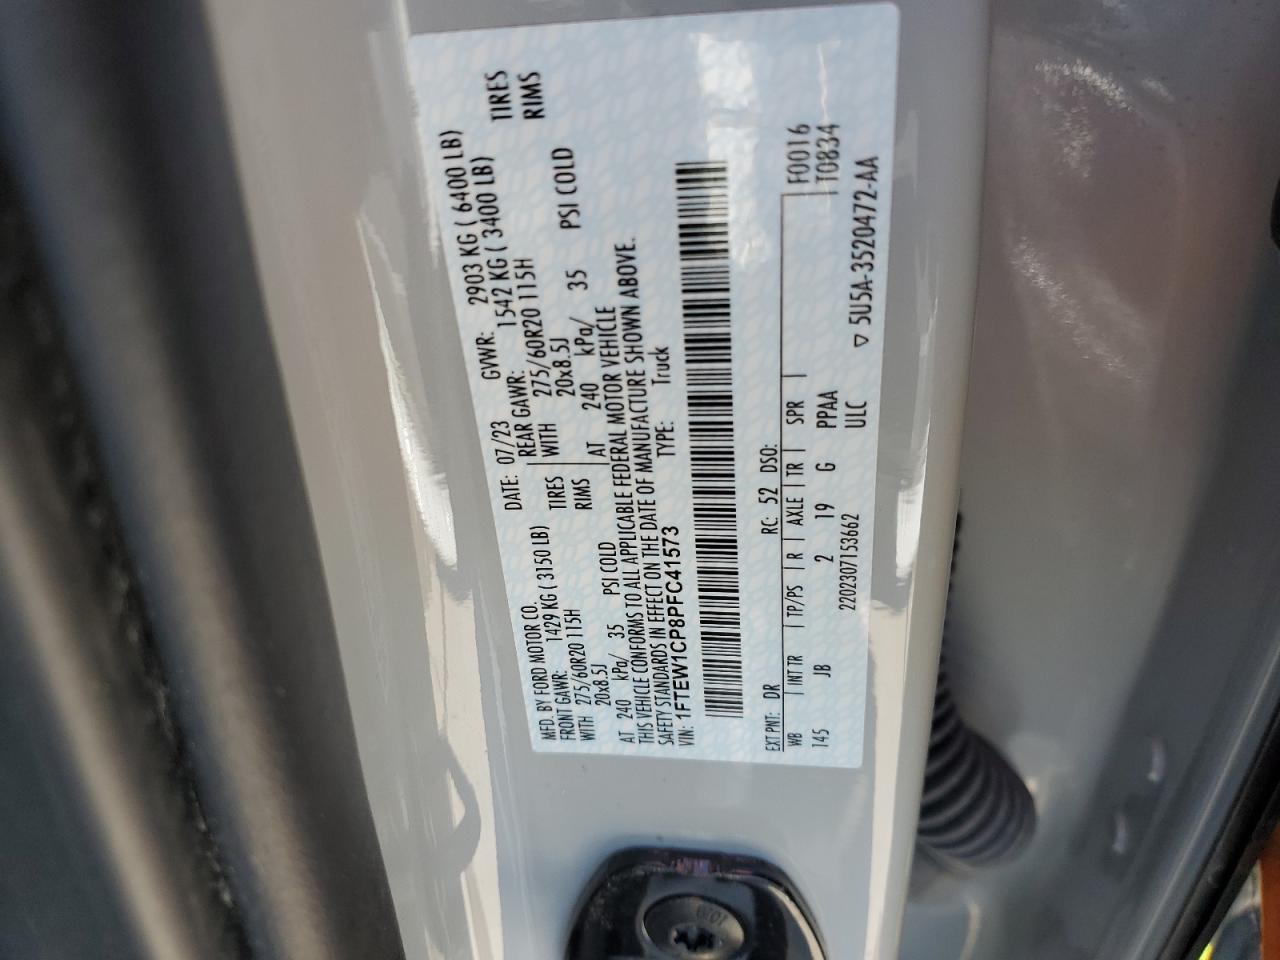 MFD. BY FORD MOTOR CO.
DATE: 07/23 GVWR: 2903 KG ( 6400 LB)
FRONT GAWR: 1429 KG ( 3150 LB) REAR GAWR: 1542 KG ( 3400 LB)
WITH 275/60R20 115H TIRES WITH 275/60R20 115H TIRES
20x8.5J RIMS 20x8.5J RIMS
AT 240 kPa/ 35 PSI COLD AT 240 kPa/ 35 PSI COLD
THIS VEHICLE CONFORMS TO ALL APPLICABLE FEDERAL MOTOR VEHICLE
SAFETY STANDARDS IN EFFECT ON THE DATE OF MANUFACTURE SHOWN ABOVE.
VIN: 1FTEW1CP8PFC41573 TYPE: Truck
EXT PNT: DR RC: 52 DSO:
WB INT TR TP/PS R AXLE TR SPR F0016
145 JB 2 19 G PPAA T0834
2202307153662 ULC
▽ 5U5A-3520472-AA
1070